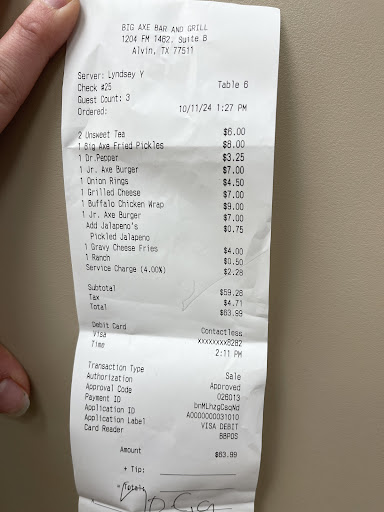 BIG AXE BAR AND GRILL
1204 FM 1462, Suite B
Alvin, TX 77511
Server: Lyndsey Y
Check #25 Table 6
Guest Count: 3
Ordered: 10/11/24 1:27 PM
2 Unsweet Tea $6.00
1 Big Axe Fried Pickles $8.00
1 Dr.Pepper $3.25
1 Jr. Axe Burger $7.00
1 Onion Rings $4.50
1 Grilled Cheese $7.00
1 Buffalo Chicken Wrap $9.00
1 Jr. Axe Burger $7.00
Add Jalapeno's $0.75
Pickled Jalapeno
1 Gravy Cheese Fries $4.00
1 Ranch $0.50
Service Charge (4.00%) $2.28
Subtotal $59.28
Tax $4.71
Total $63.99
Debit Card Contactless
Visa xxxxxxxx8282
Time 2:11 PM
Transaction Type Sale
Authorization Approved
Approval Code 026013
Payment ID bnMLhzgCaqNd
Application ID A0000000031010
Application Label VISA DEBIT
Card Reader BBPOS
Amount $63.99
+ Tip:
= Total: